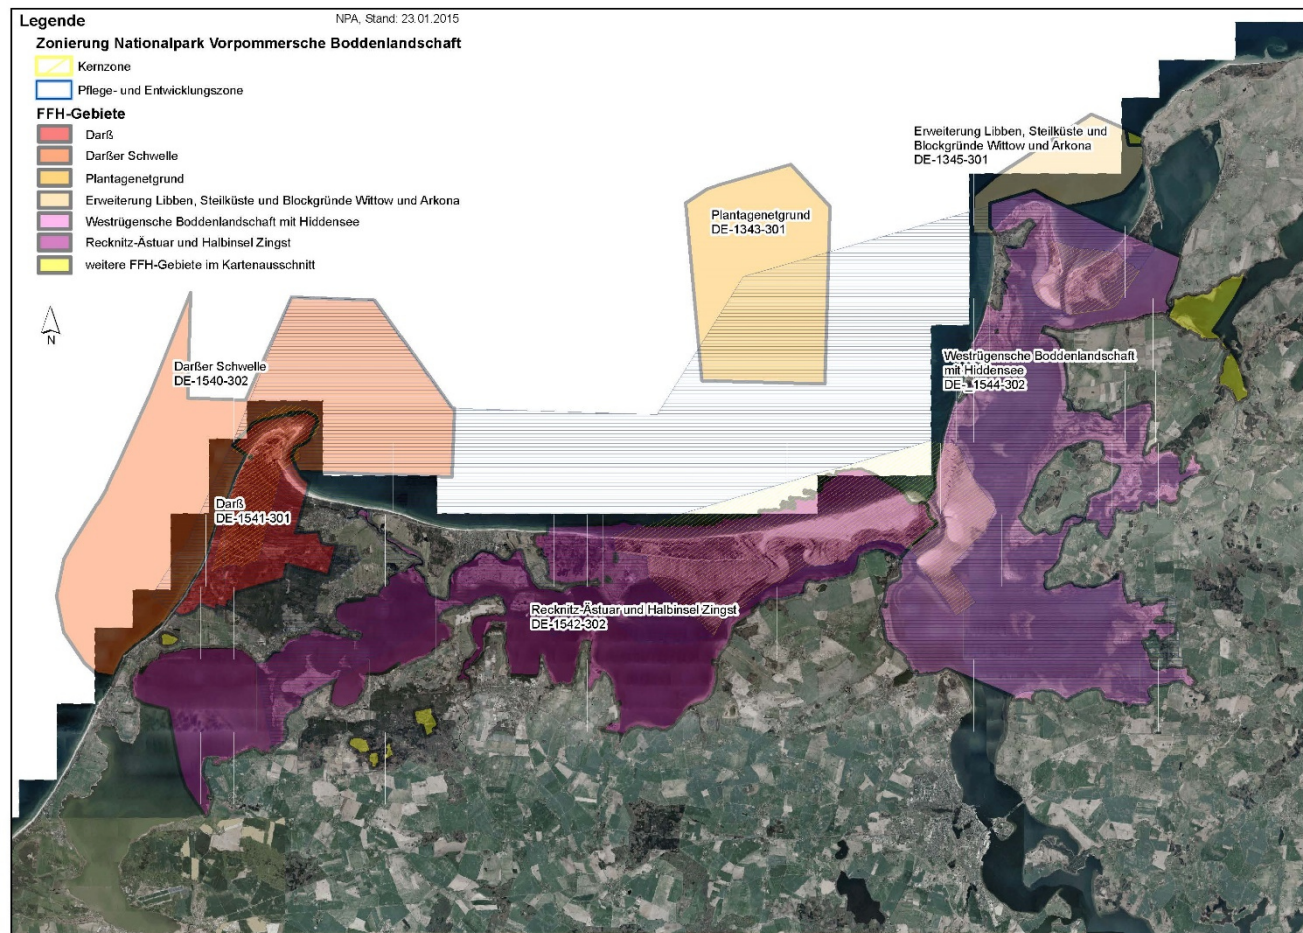 Legende
NPA, Stand: 23.01.2015
Zonierung Nationalpark Vorpommersche Boddenlandschaft
Kernzone
Pflege- und Entwicklungszone
FFH-Gebiete
Darß
Darßer Schwelle
Plantagenetgrund
Erweiterung Libben, Steilküste und Blockgründe Wittow und Arkona
Westrügensche Boddenlandschaft mit Hiddensee
Recknitz-Ästuar und Halbinsel Zingst
weitere FFH-Gebiete im Kartenausschnitt
N
Erweiterung Libben, Steilküste und
Blockgründe Wittow und Arkona
DE-1345-301
Plantagenetgrund
DE-1343-301
Darßer Schwelle
DE-1540-302
Westrügensche Boddenlandschaft
mit Hiddensee
DE-_1544-302
Darß
DE-1541-301
Recknitz-Ästuar und Halbinsel Zingst
DE-1542-302